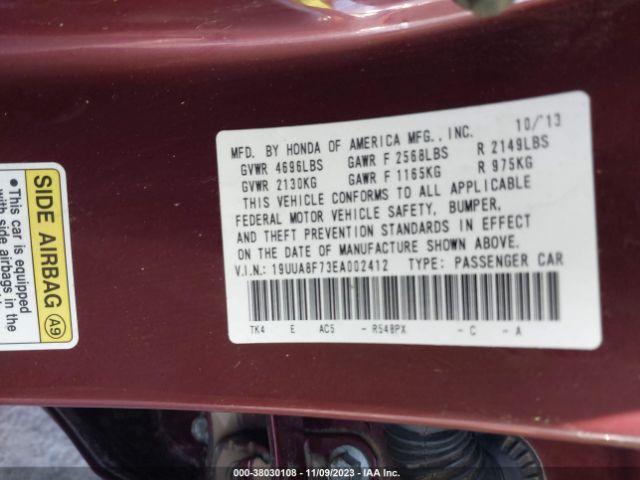 MFD. BY HONDA OF AMERICA MFG., INC. 10/'13
GVWR 4696LBS GAWR F 2568LBS R 2149LBS
GVWR 2130KG GAWR F 1165KG R 975KG
THIS VEHICLE CONFORMS TO ALL APPLICABLE
FEDERAL MOTOR VEHICLE SAFETY, BUMPER,
AND THEFT PREVENTION STANDARDS IN EFFECT
ON THE DATE OF MANUFACTURE SHOWN ABOVE.
V.I.N.: 19UUA8F73EA002412 TYPE: PASSENGER CAR
TK4 E AC5 - R548PX - C - A
SIDE AIRBAG A9
• This car is equipped
with side airbags in the
000-38030108 - 11/09/2023 - IAA Inc.